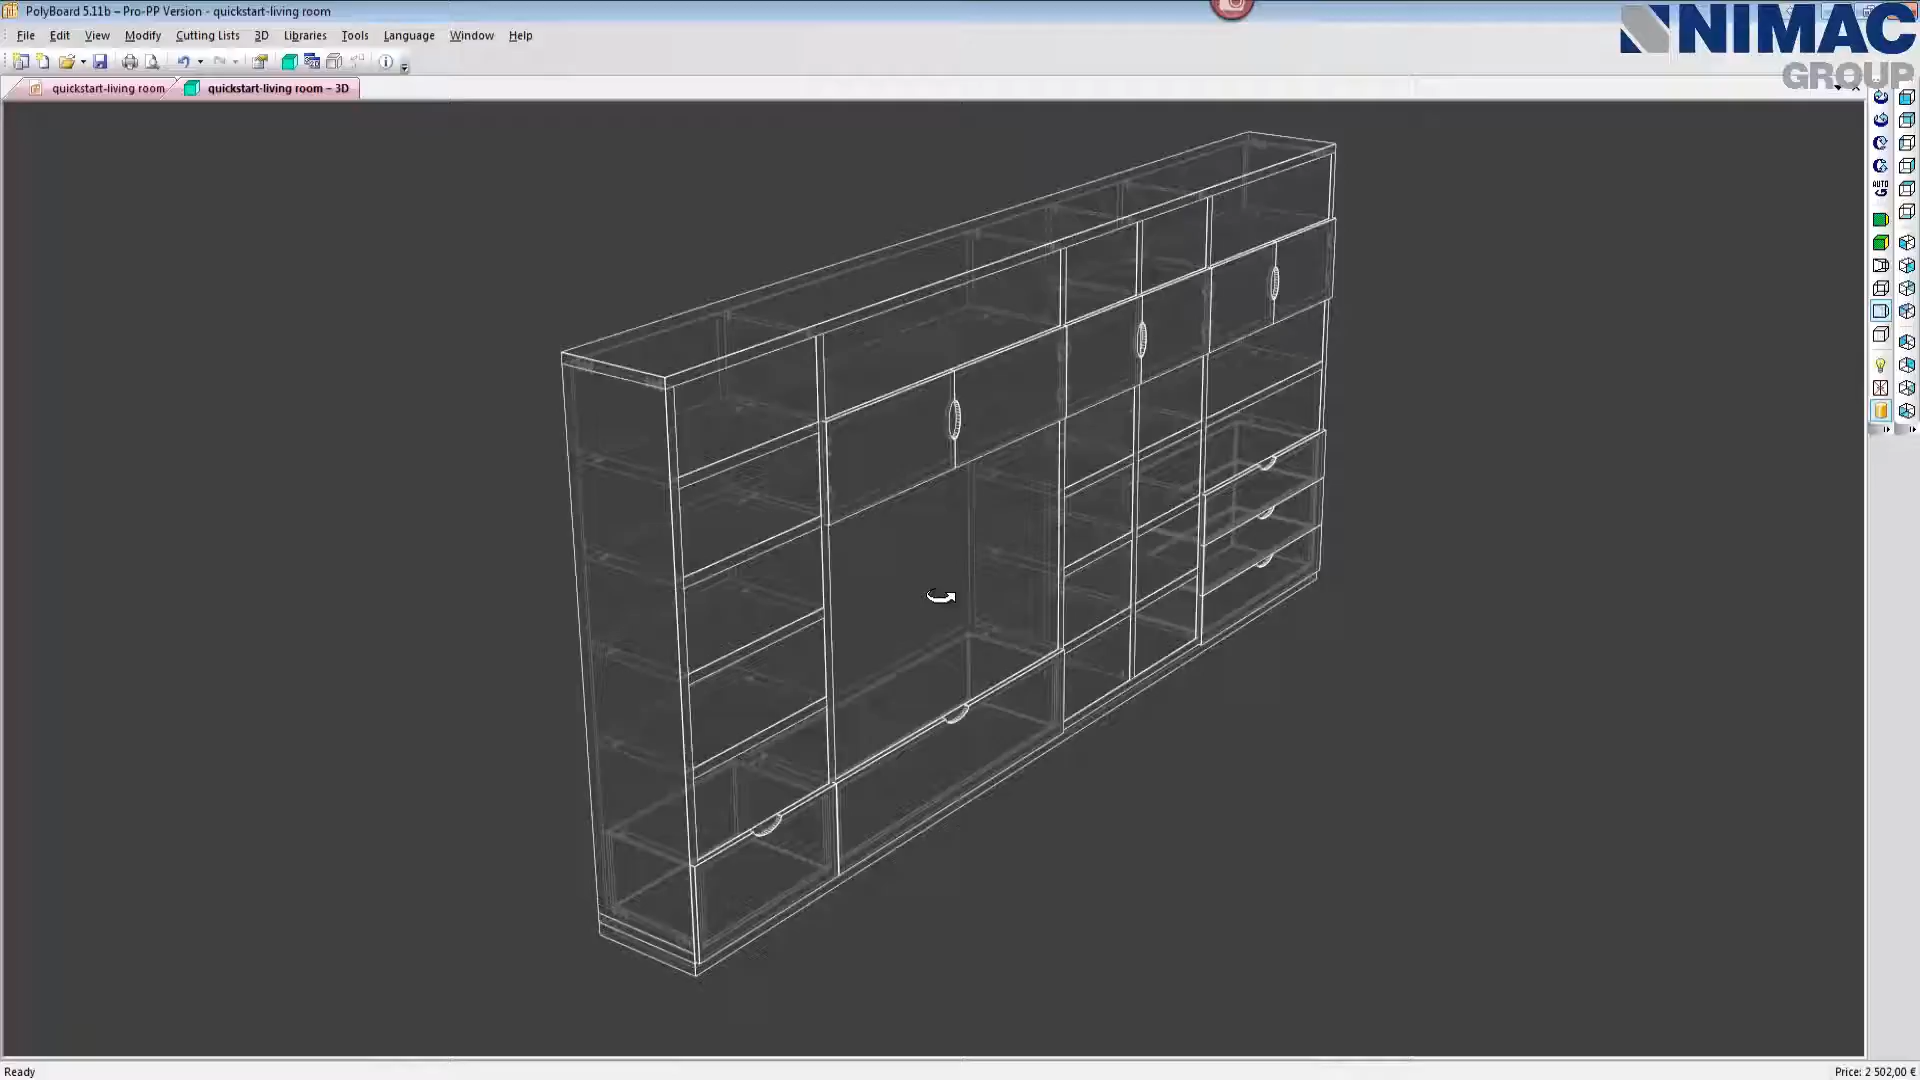 PolyBoard 5.11b – Pro-PP Version - quickstart-living room
NIMAC
GROUP
File Edit View Modify Cutting Lists 3D Libraries Tools Language Window Help
quickstart-living room quickstart-living room – 3D
AUTO
Ready
Price: 2 502,00 €